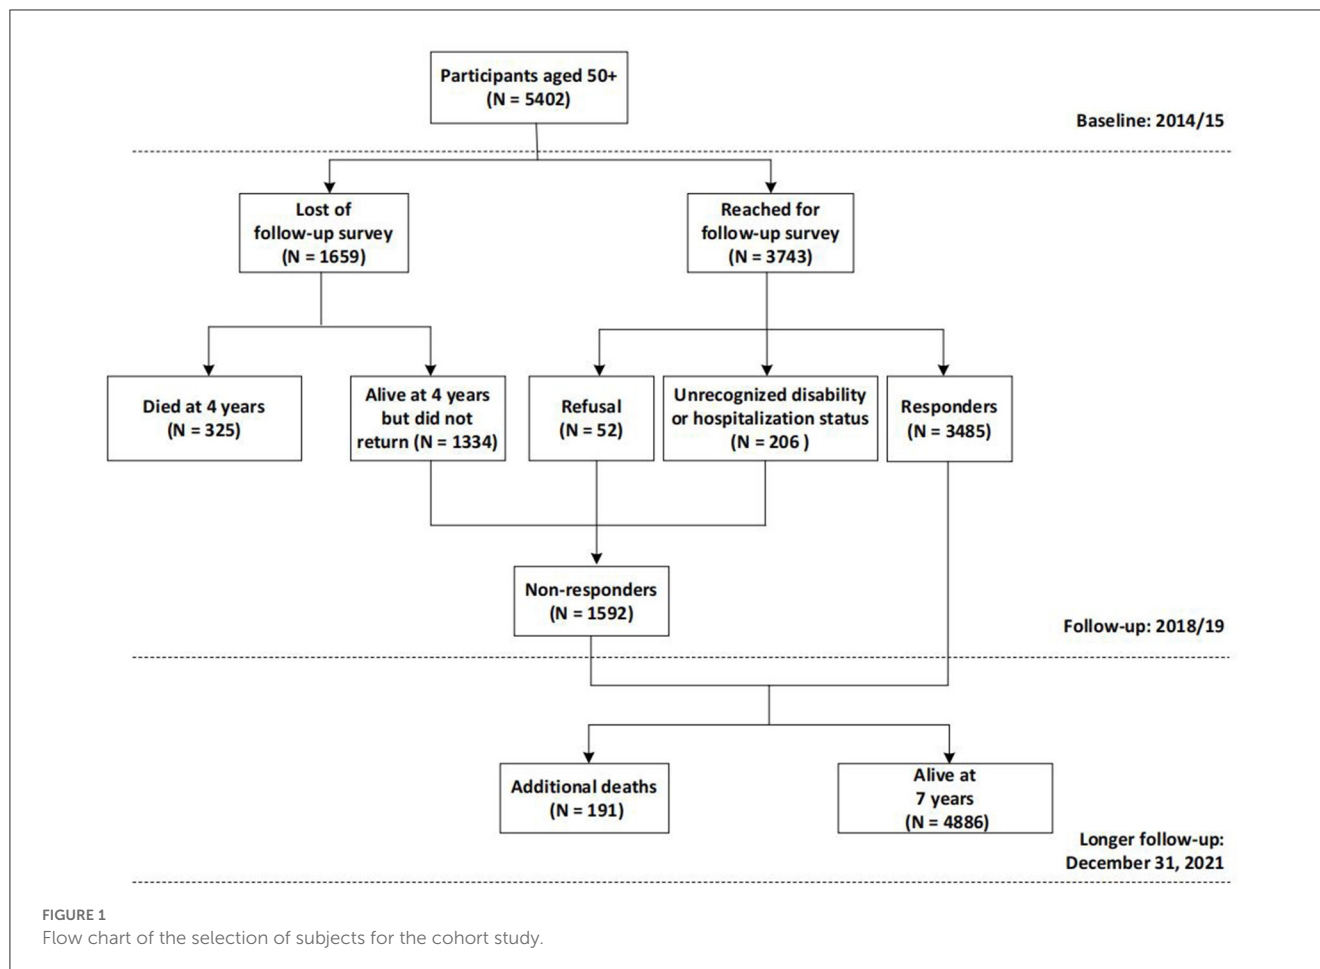 Participants aged 50+
(N = 5402)
Baseline: 2014/15
Lost of
follow-up survey
(N = 1659)
Reached for
follow-up survey
(N = 3743)
Died at 4 years
(N = 325)
Alive at 4 years
but did not
return (N = 1334)
Refusal
(N = 52)
Unrecognized disability
or hospitalization status
(N = 206 )
Responders
(N = 3485)
Non-responders
(N = 1592)
Follow-up: 2018/19
Additional deaths
(N = 191)
Alive at
7 years
(N = 4886)
Longer follow-up:
December 31, 2021
FIGURE 1
Flow chart of the selection of subjects for the cohort study.